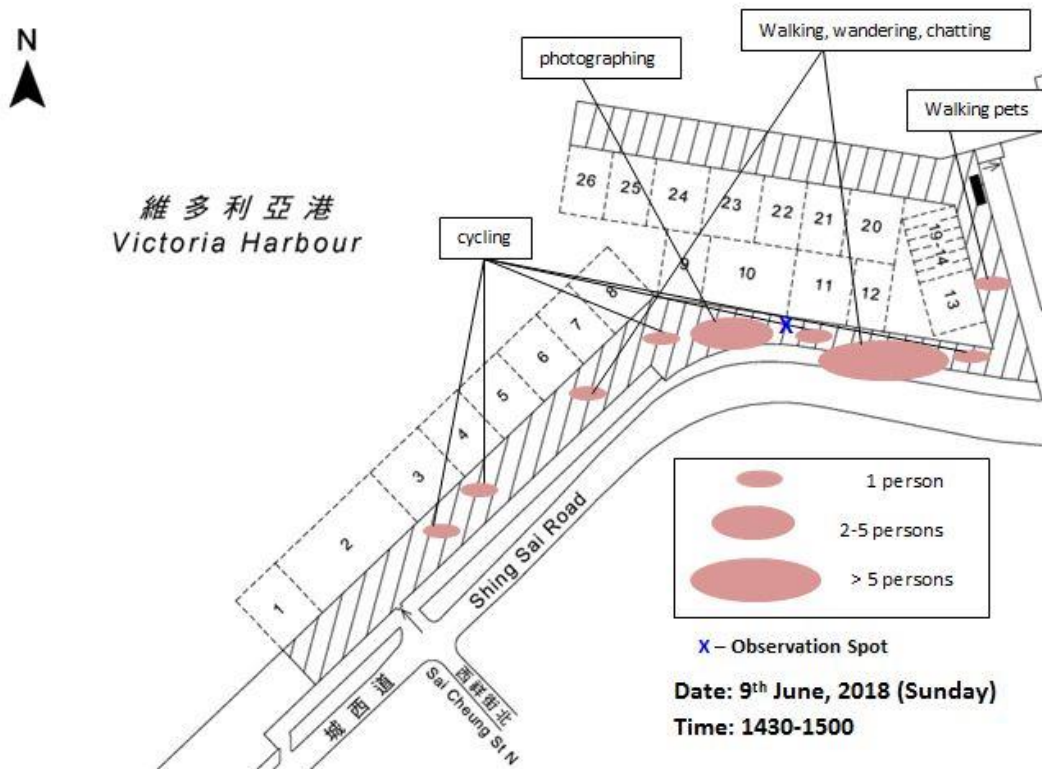 N
Walking, wandering, chatting
photographing
Walking pets
維多利亞港
Victoria Harbour
cycling
26
25
24
23
22
21
20
19-14
13
9
10
11
12
8
7
6
5
4
3
2
1
Shing Sai Road
城西道
西祥街北
Sai Cheung St N
1 person
2-5 persons
> 5 persons
X – Observation Spot
X
Date: 9th June, 2018 (Sunday)
Time: 1430-1500